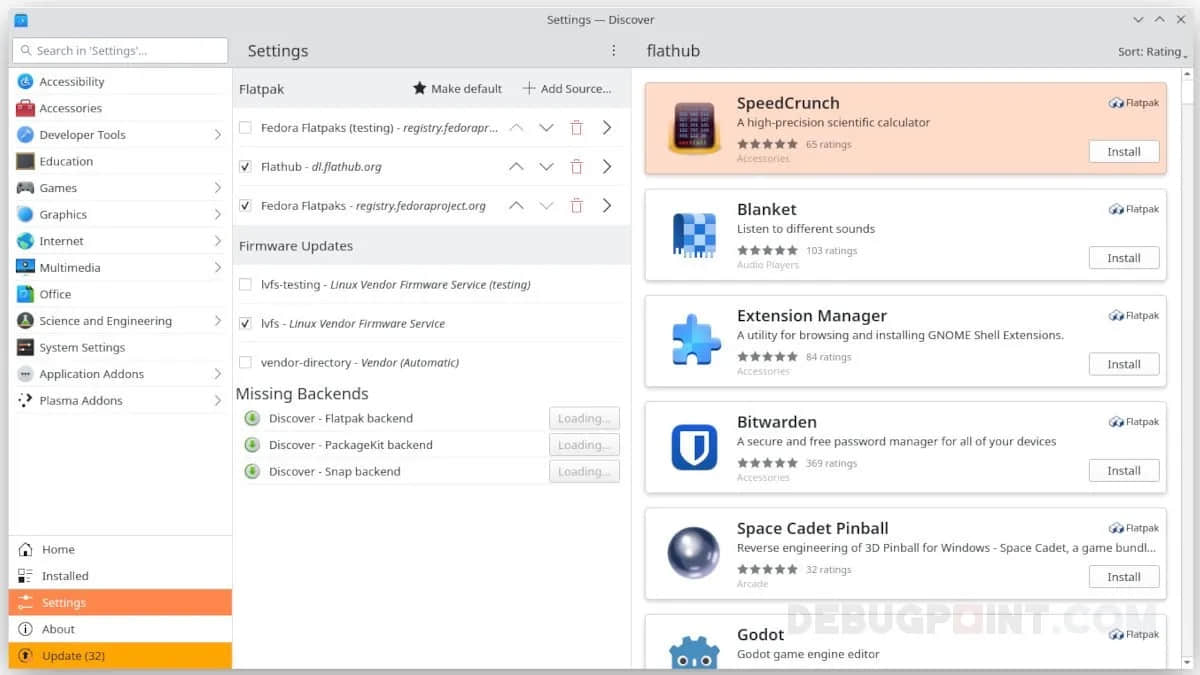 Settings — Discover
Search in 'Settings'...
Accessibility
Accessories
Developer Tools
Education
Games
Graphics
Internet
Multimedia
Office
Science and Engineering
System Settings
Application Addons
Plasma Addons
Home
Installed
Settings
About
Update (32)
Settings
Flatpak
Make default
Add Source...
Fedora Flatpaks (testing) - registry.fedorapr...
Flathub - dl.flathub.org
Fedora Flatpaks - registry.fedoraproject.org
Firmware Updates
lvfs-testing - Linux Vendor Firmware Service (testing)
lvfs - Linux Vendor Firmware Service
vendor-directory - Vendor (Automatic)
Missing Backends
Discover - Flatpak backend
Loading...
Discover - PackageKit backend
Loading...
Discover - Snap backend
Loading...
flathub
Sort: Rating
SpeedCrunch
Flatpak
A high-precision scientific calculator
65 ratings
Accessories
Install
Blanket
Flatpak
Listen to different sounds
103 ratings
Audio Players
Install
Extension Manager
Flatpak
A utility for browsing and installing GNOME Shell Extensions.
84 ratings
Accessories
Install
Bitwarden
Flatpak
A secure and free password manager for all of your devices
369 ratings
Accessories
Install
Space Cadet Pinball
Flatpak
Reverse engineering of 3D Pinball for Windows - Space Cadet, a game bundl...
32 ratings
Arcade
Install
Godot
Flatpak
Godot game engine editor
DEBUGPOINT.COM